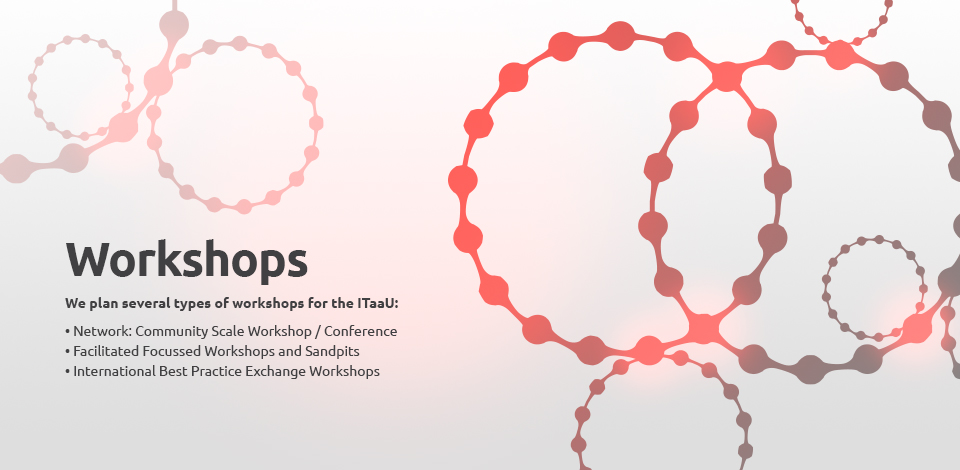 Workshops
We plan several types of workshops for the ITaaU:
• Network: Community Scale Workshop / Conference
• Facilitated Focussed Workshops and Sandpits
• International Best Practice Exchange Workshops